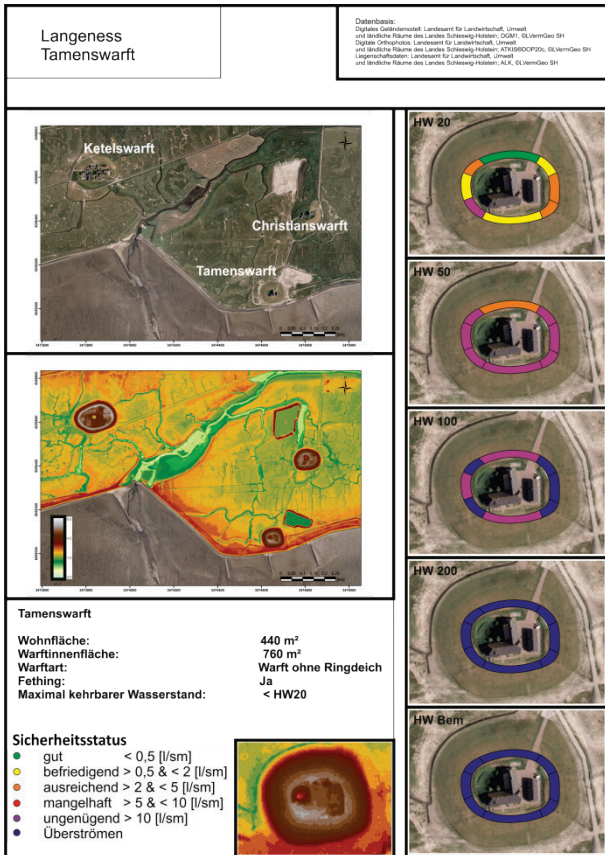 Langeness
Tamenswarft
Datenbasis:
Digitales Geländemodell: Landesamt für Landwirtschaft, Umwelt
und ländliche Räume des Landes Schleswig-Holstein; DGM1, ©LVermGeo SH
Digitale Orthophotos: Landesamt für Landwirtschaft, Umwelt
und ländliche Räume des Landes Schleswig-Holstein; ATKIS®DOP20c, ©LVermGeo SH
Liegenschaftsdaten: Landesamt für Landwirtschaft, Umwelt
und ländliche Räume des Landes Schleswig-Holstein; ALK, ©LVermGeo SH
Ketelswarft
Christianswarft
Tamenswarft
Tamenswarft
Wohnfläche: 440 m²
Warftinnenfläche: 760 m²
Warftart: Warft ohne Ringdeich
Fething: Ja
Maximal kehrbarer Wasserstand: < HW20
Sicherheitsstatus
gut < 0,5 [l/sm]
befriedigend > 0,5 & < 2 [l/sm]
ausreichend > 2 & < 5 [l/sm]
mangelhaft > 5 & < 10 [l/sm]
ungenügend > 10 [l/sm]
Überströmen
HW 20
HW 50
HW 100
HW 200
HW Bem